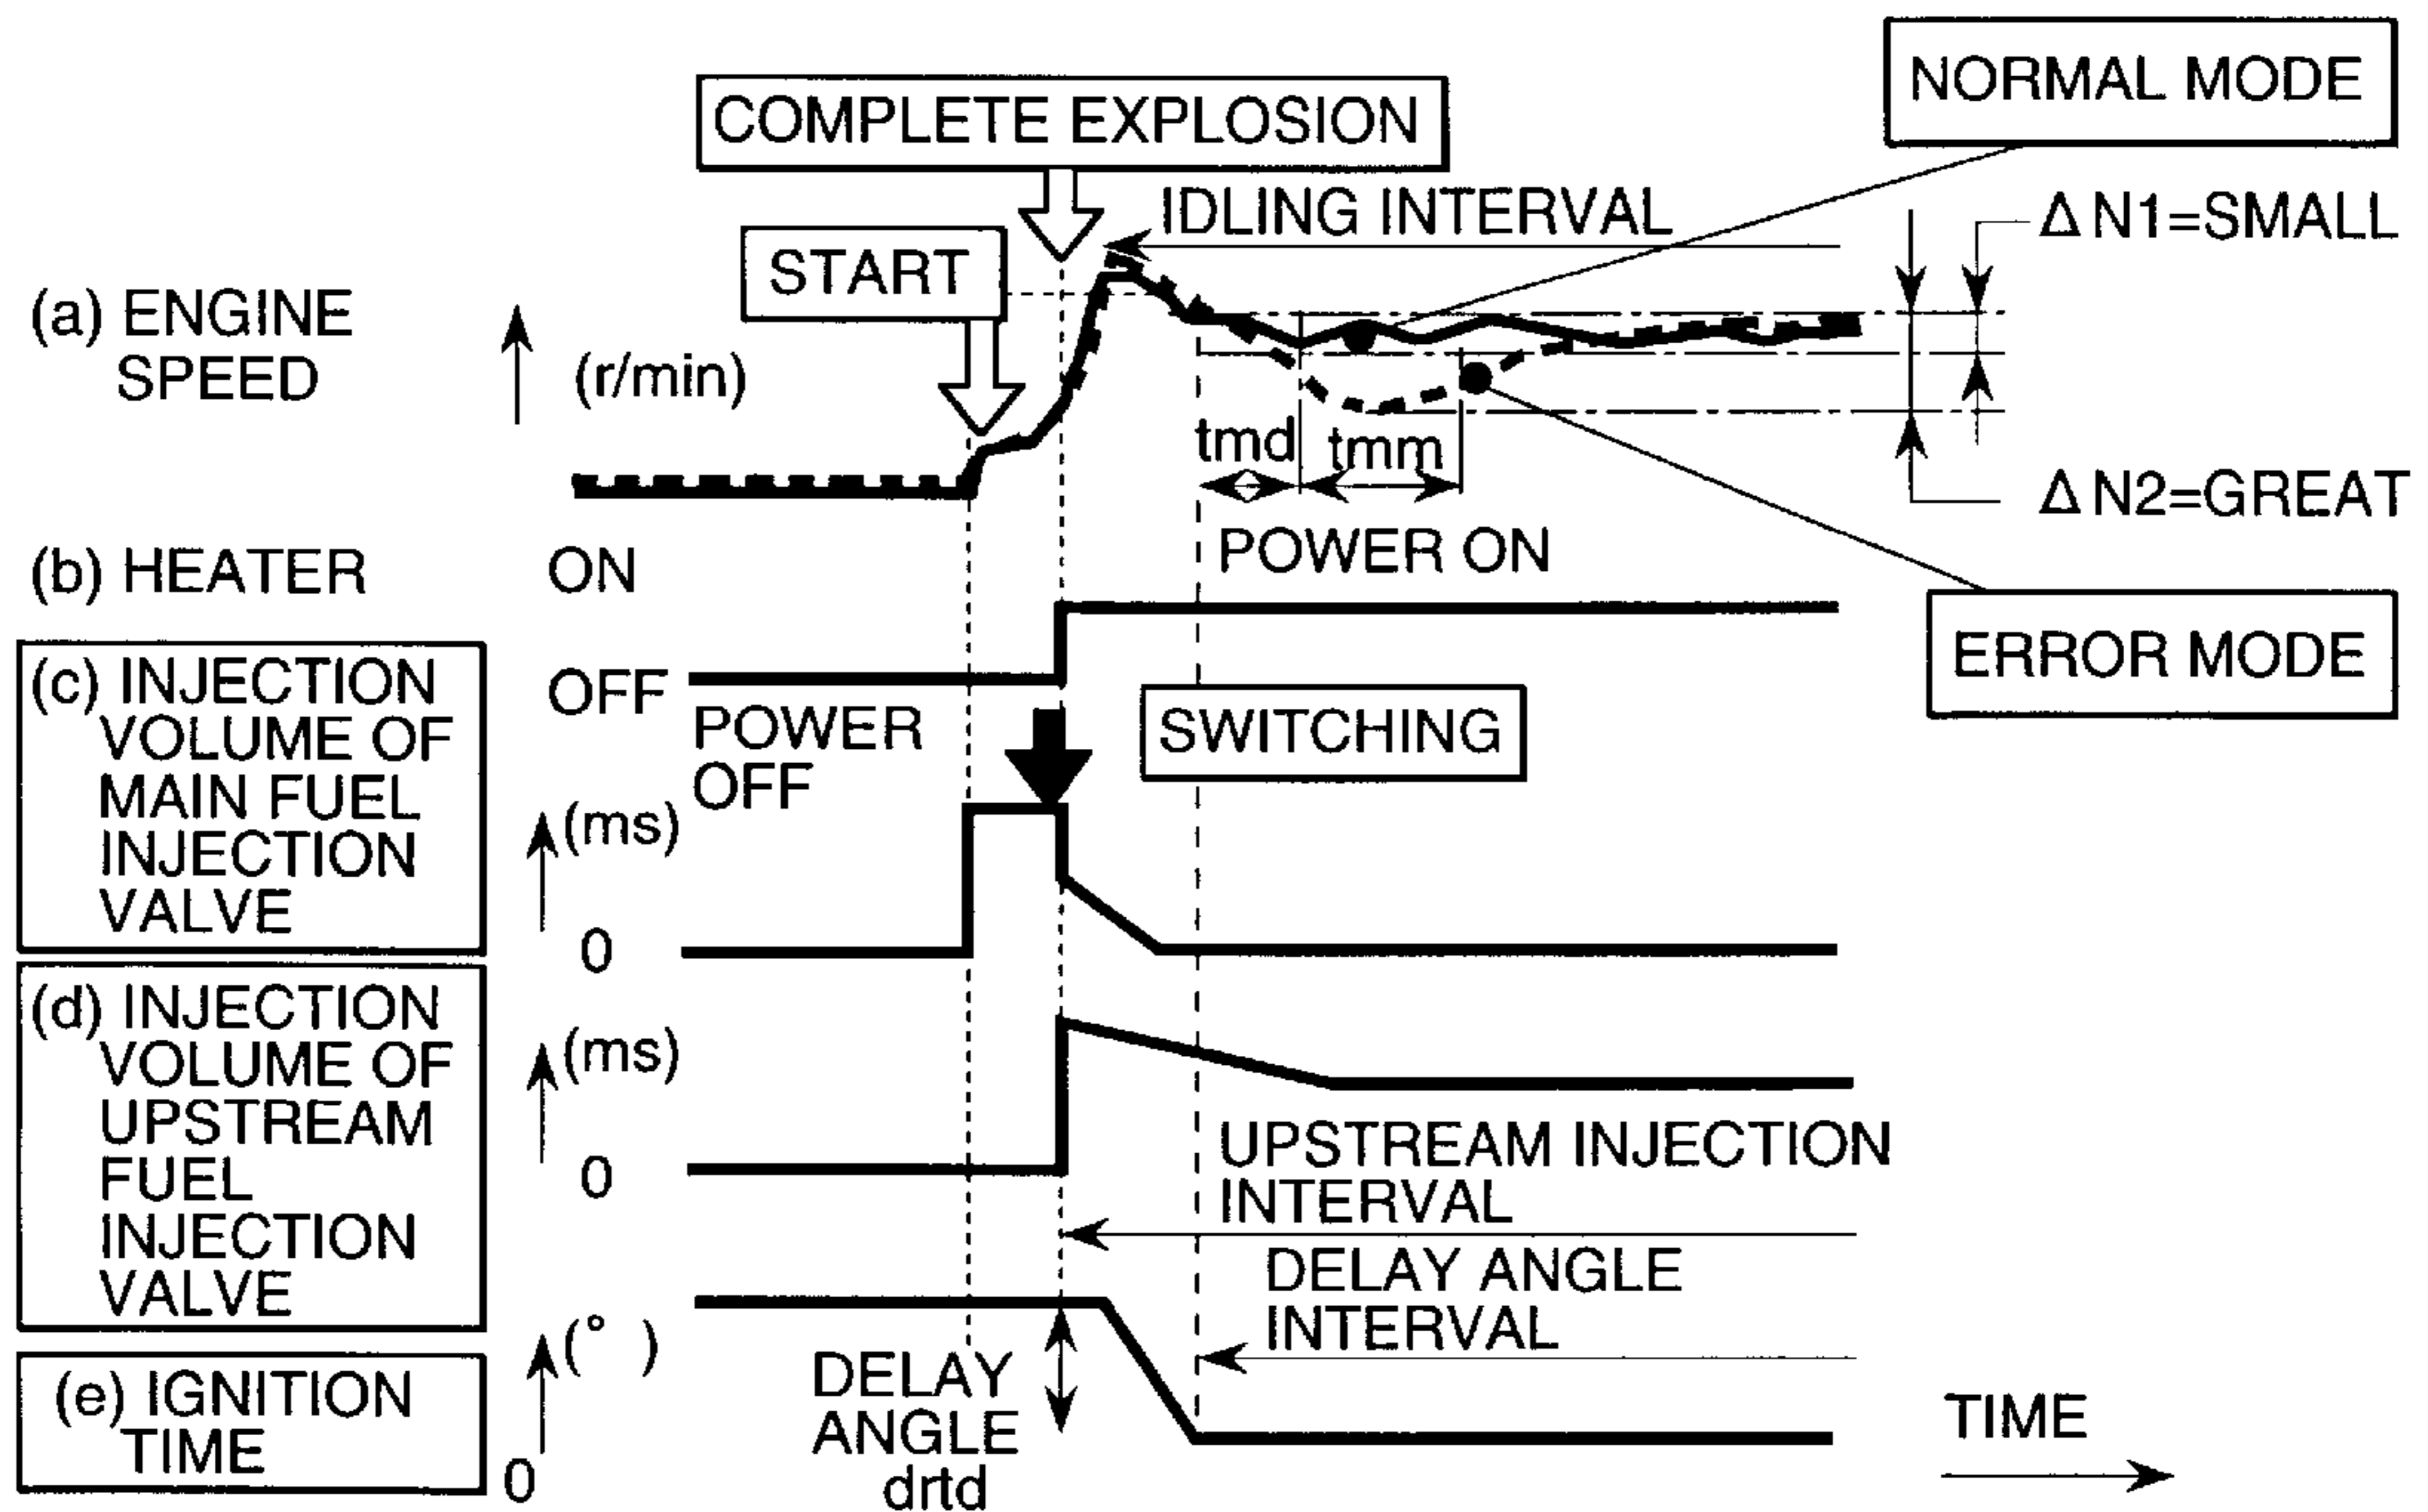 NORMAL MODE
COMPLETE EXPLOSION
IDLING INTERVAL
Δ N1=SMALL
START
(a) ENGINE
SPEED
(r/min)
tmd
tmm
Δ N2=GREAT
POWER ON
(b) HEATER
ON
OFF
ERROR MODE
(c) INJECTION
VOLUME OF
MAIN FUEL
INJECTION
VALVE
POWER
OFF
SWITCHING
(ms)
0
(d) INJECTION
VOLUME OF
UPSTREAM
FUEL
INJECTION
VALVE
(ms)
0
UPSTREAM INJECTION
INTERVAL
DELAY ANGLE
INTERVAL
(e) IGNITION
TIME
(° )
0
DELAY
ANGLE
drtd
TIME